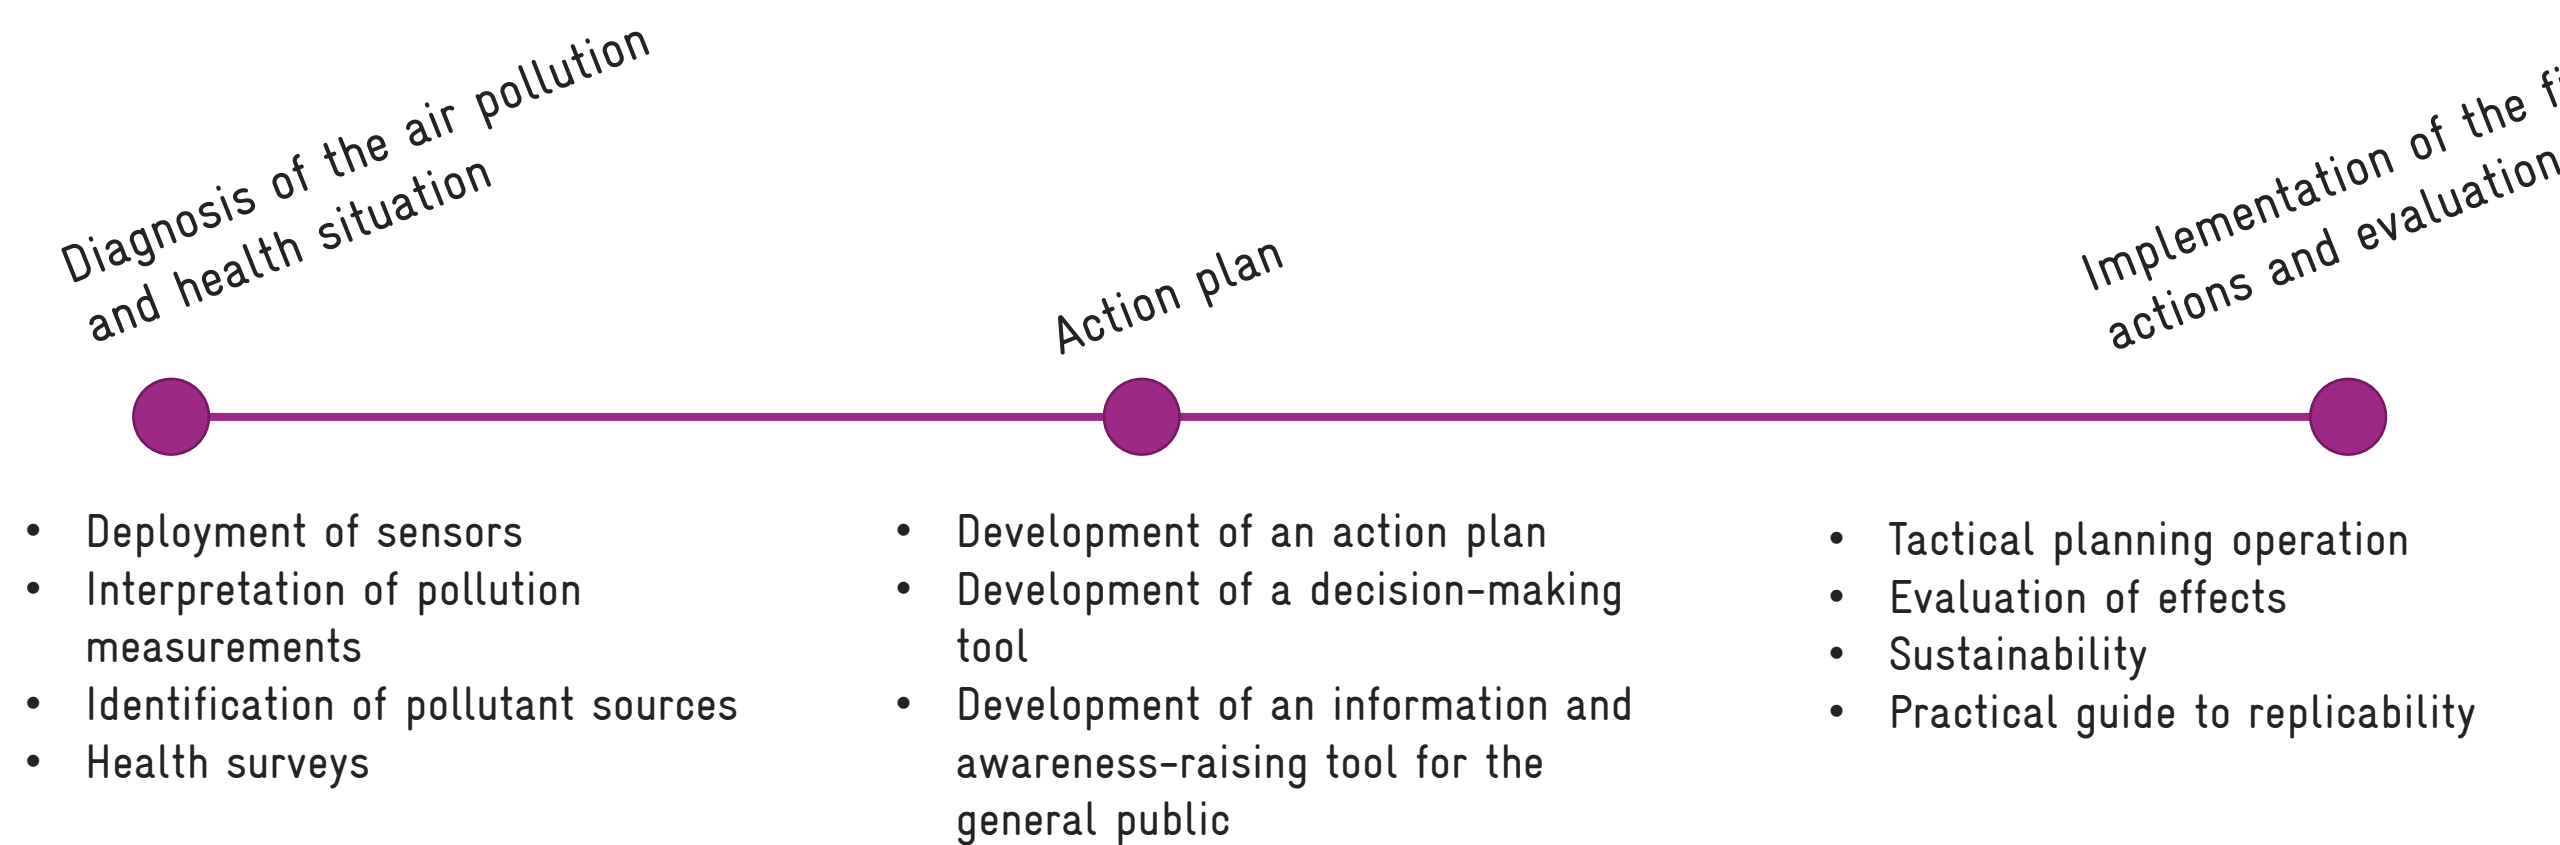 Diagnosis of the air pollution
and health situation
Action plan
Implementation of the
actions and evaluation
• Deployment of sensors
• Interpretation of pollution
measurements
• Identification of pollutant sources
• Health surveys
• Development of an action plan
• Development of a decision-making
tool
• Development of an information and
awareness-raising tool for the
general public
• Tactical planning operation
• Evaluation of effects
• Sustainability
• Practical guide to replicability